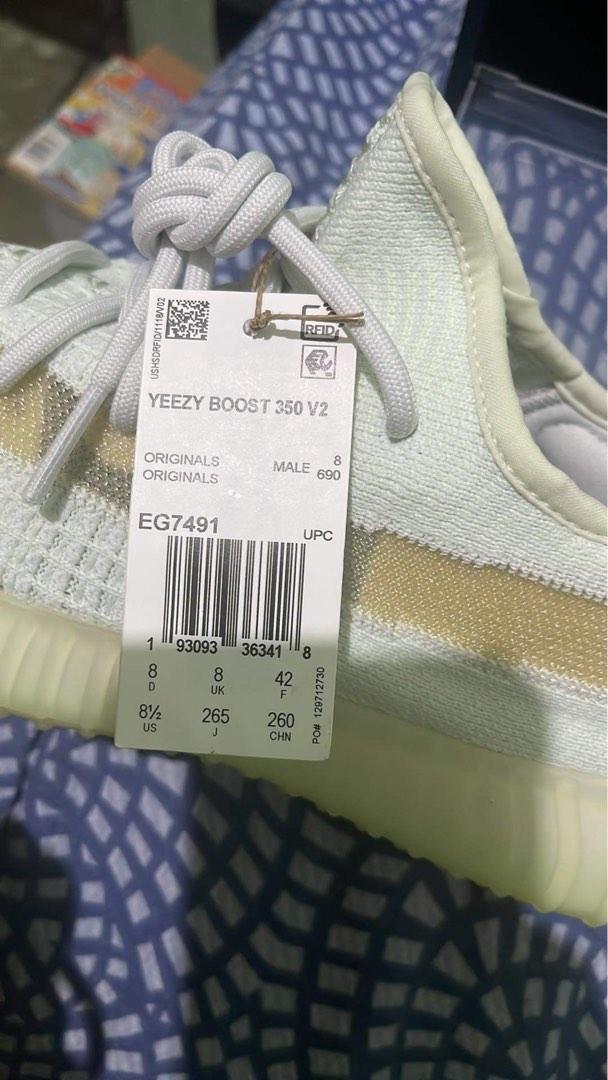 USHSDRFID/1118/V02
RFID
YEEZY BOOST 350 V2
ORIGINALS
ORIGINALS
MALE 8
690
EG7491
UPC
1 93093 36341 8
8 8 42
D UK F
8½ 265 260
US J CHN
PO# 129712730